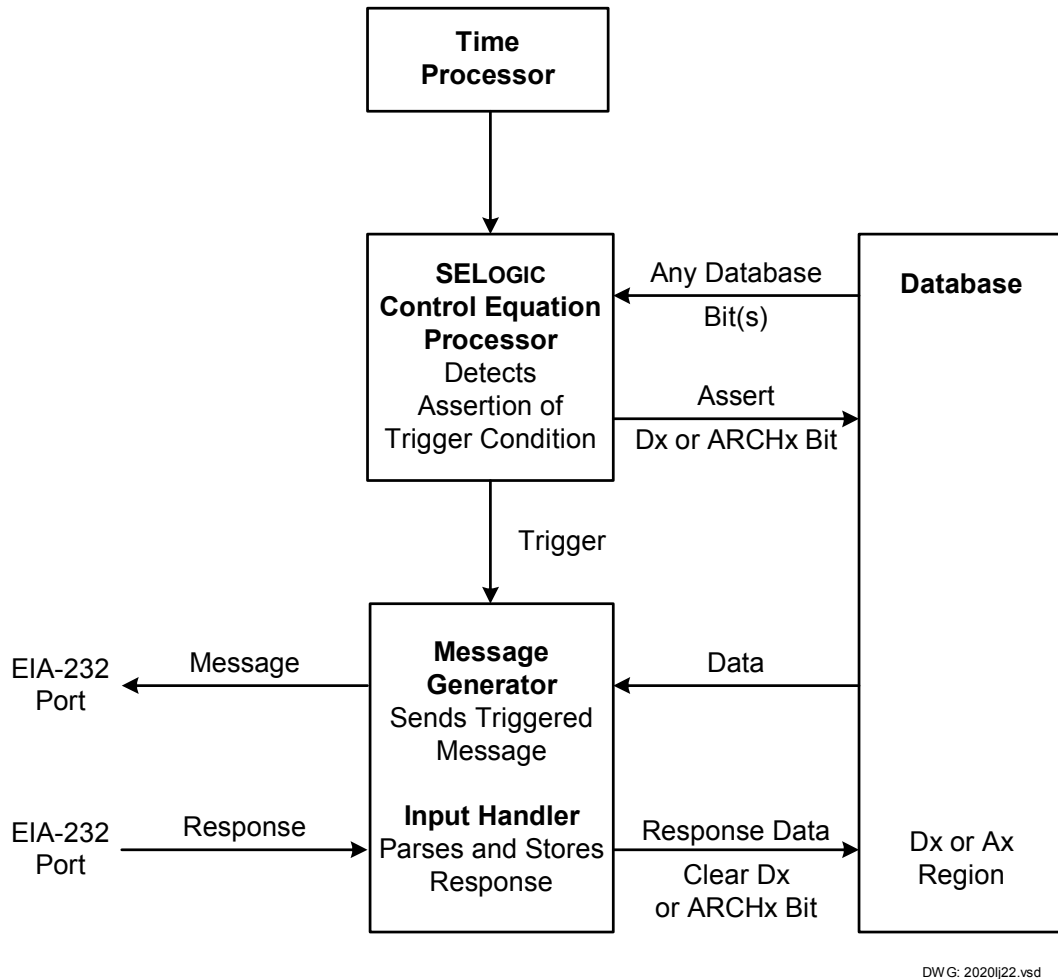 Time
Processor
SELOGIC
Control Equation
Processor
Detects
Assertion of
Trigger Condition
Any Database
Bit(s)
Assert
Dx or ARCHx Bit
Database
Trigger
EIA-232
Port
Message
Message
Generator
Sends Triggered
Message
Data
EIA-232
Port
Response
Input Handler
Parses and Stores
Response
Response Data
Clear Dx
or ARCHx Bit
Dx or Ax
Region
DWG: 2020lj22.vsd